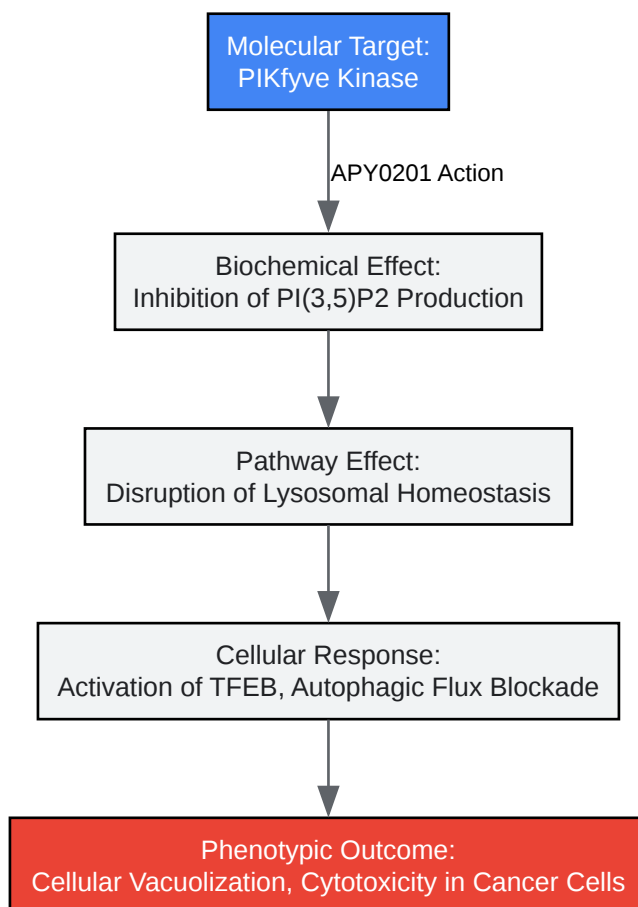 Molecular Target:
PIKfyve Kinase
APY0201 Action
Biochemical Effect:
Inhibition of PI(3,5)P2 Production
Pathway Effect:
Disruption of Lysosomal Homeostasis
Cellular Response:
Activation of TFEB, Autophagic Flux Blockade
Phenotypic Outcome:
Cellular Vacuolization, Cytotoxicity in Cancer Cells